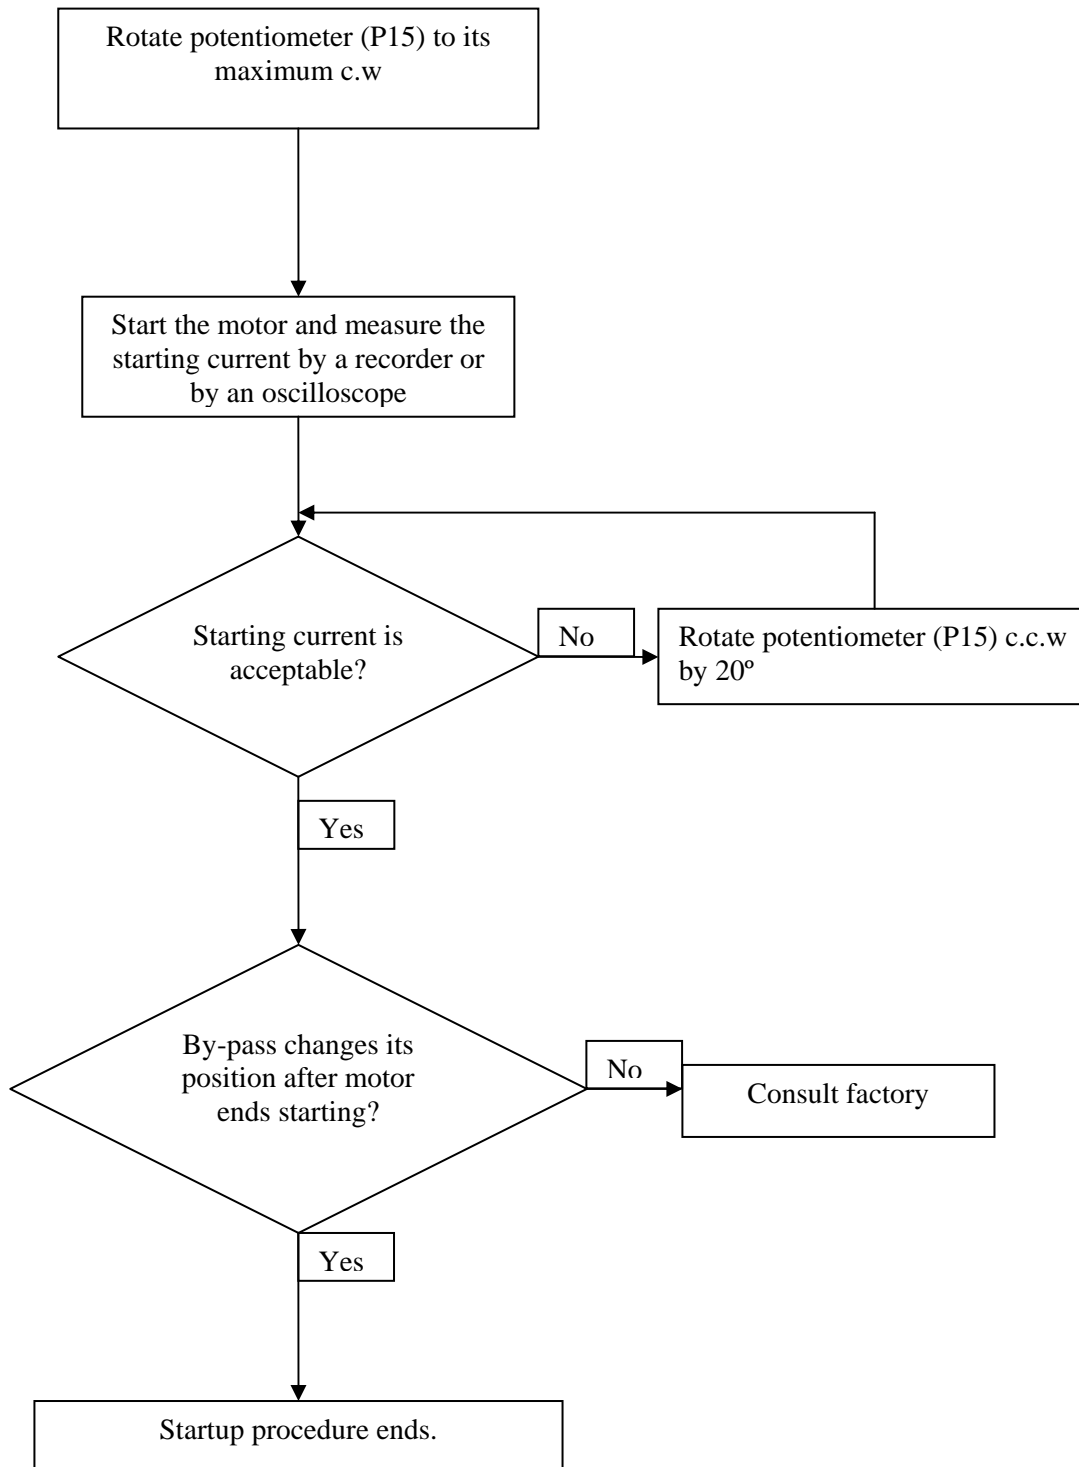 Rotate potentiometer (P15) to its
maximum c.w
Start the motor and measure the
starting current by a recorder or
by an oscilloscope
Starting current is
acceptable?
No
Rotate potentiometer (P15) c.c.w
by 20º
Yes
By-pass changes its
position after motor
ends starting?
No
Consult factory
Yes
Startup procedure ends.